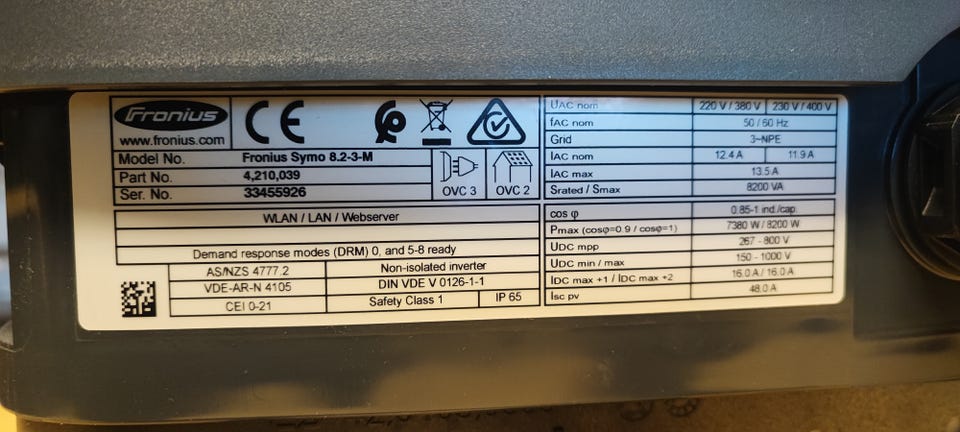 Fronius
www.fronius.com
CE
Model No. Fronius Symo 8.2-3-M
Part No. 4,210,039
Ser. No. 33455926
OVC 3 OVC 2
WLAN / LAN / Webserver
Demand response modes (DRM) 0, and 5-8 ready
AS/NZS 4777.2 Non-isolated inverter
VDE-AR-N 4105 DIN VDE V 0126-1-1
CEI 0-21 Safety Class 1 IP 65
UAC nom 220 V / 380 V 230 V / 400 V
fAC nom 50 / 60 Hz
Grid 3~NPE
IAC nom 12.4 A 11.9 A
IAC max 13.5 A
Srated / Smax 8200 VA
cos φ 0.85-1 ind./cap.
Pmax (cosφ=0.9 / cosφ=1) 7380 W / 8200 W
UDC mpp 267 - 800 V
UDC min / max 150 - 1000 V
IDC max +1 / IDC max +2 16.0 A / 16.0 A
Isc pv 48.0 A